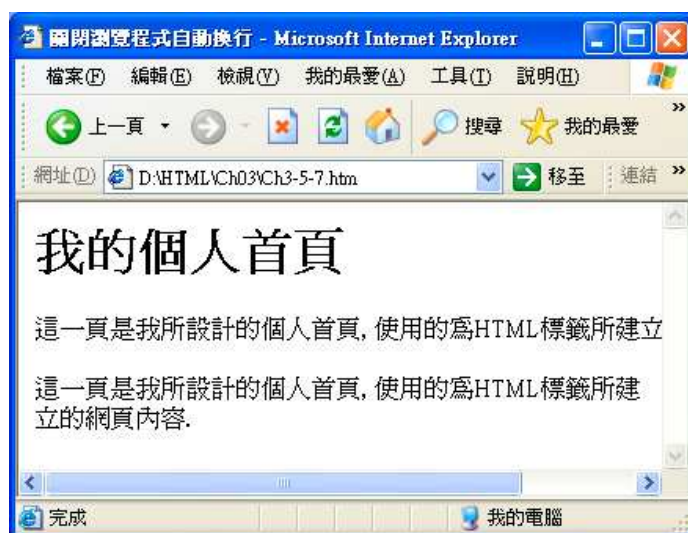 關閉瀏覽程式自動換行 - Microsoft Internet Explorer
檔案(F) 編輯(E) 檢視(V) 我的最愛(A) 工具(T) 說明(H)
上一頁 搜尋 我的最愛 »
網址(D) D:\HTML\Ch03\Ch3-5-7.htm 移至 連結 »
我的個人首頁
這一頁是我所設計的個人首頁, 使用的為HTML標籤所建立
這一頁是我所設計的個人首頁, 使用的為HTML標籤所建
立的網頁內容.
完成 我的電腦